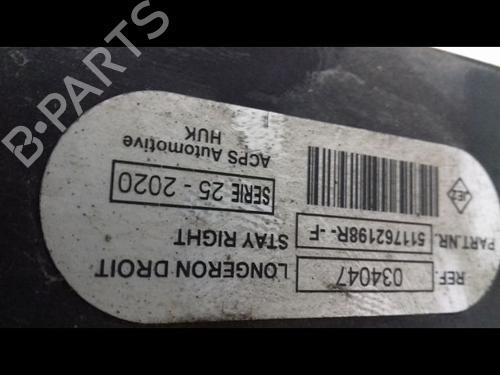 REF. 034047
LONGERON DROIT
STAY RIGHT
PART.NR. 511762198R--F
SERIE 25 - 2020
ACPS Automotive
HUK
B-PARTS